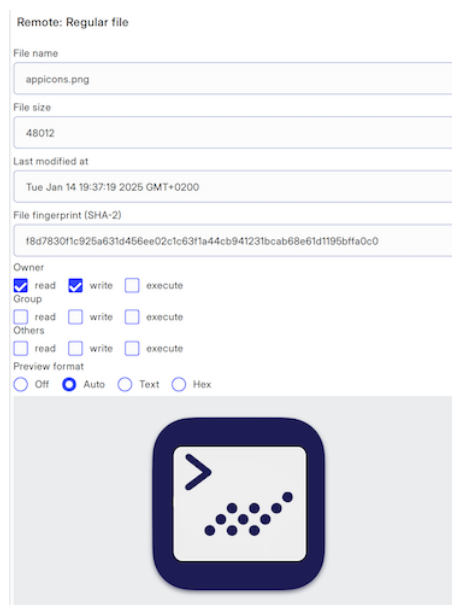 Remote: Regular file
File name
appicons.png
File size
48012
Last modified at
Tue Jan 14 19:37:19 2025 GMT+0200
File fingerprint (SHA-2)
f8d7830f1c925a631d456ee02c1c63f1a44cb941231bcab68e61d1195bffa0c0
Owner
read write execute
Group
read write execute
Others
read write execute
Preview format
Off Auto Text Hex